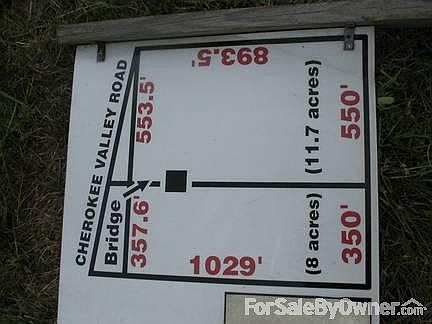 CHEROKEE VALLEY ROAD
Bridge
357.6'
553.5'
893.5'
1029'
(8 acres)
(11.7 acres)
350'
550'
ForSaleByOwner.com